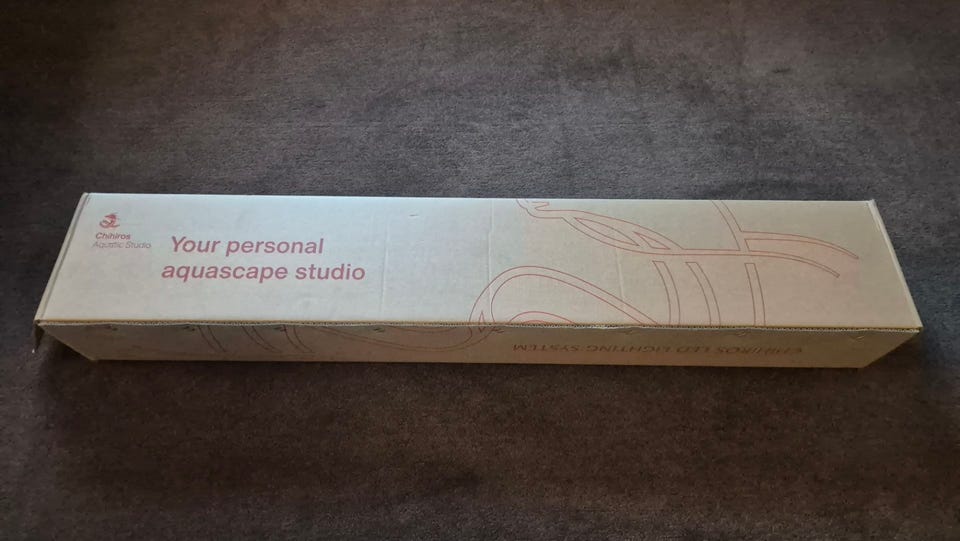 Chihiros
Aquatic Studio
Your personal
aquascape studio
CHIHIROS LED LIGHTING SYSTEM